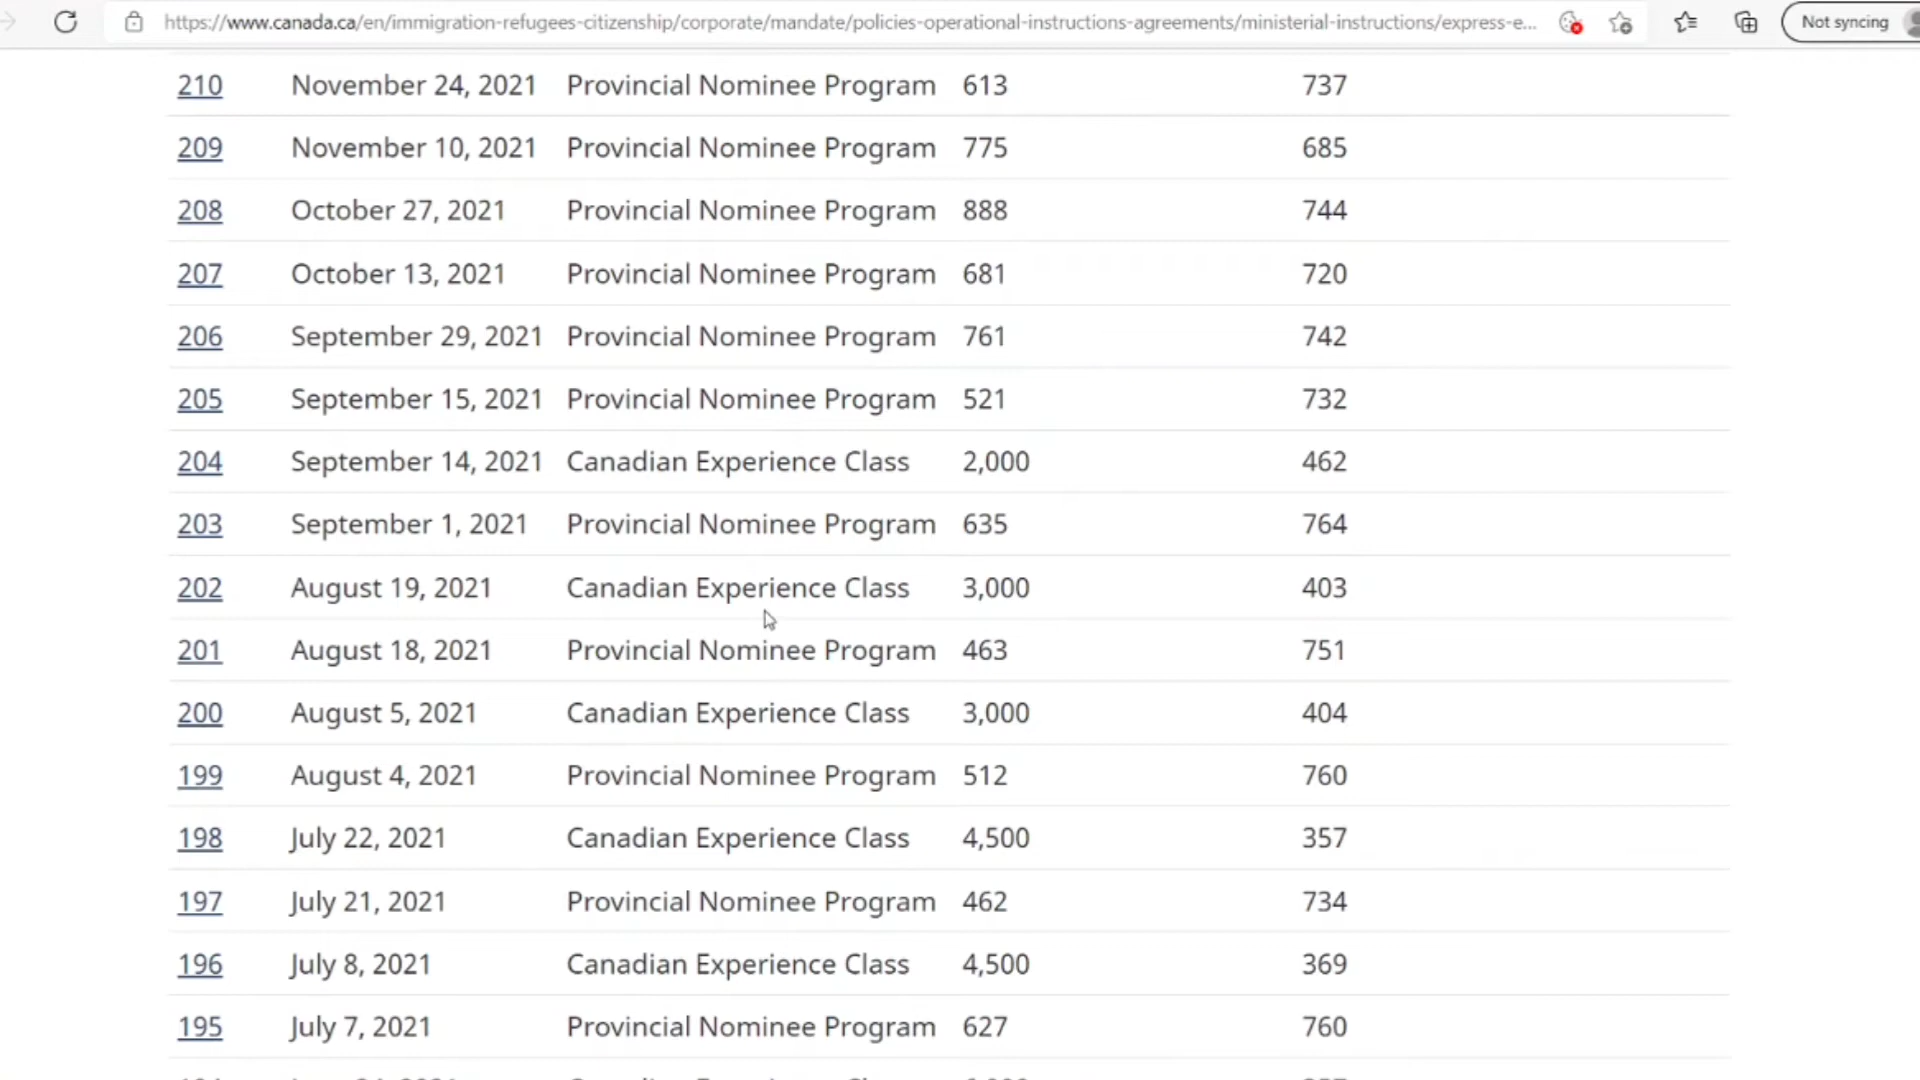 https://www.canada.ca/en/immigration-refugees-citizenship/corporate/mandate/policies-operational-instructions-agreements/ministerial-instructions/express-e... Not syncing
210 November 24, 2021 Provincial Nominee Program 613 737
209 November 10, 2021 Provincial Nominee Program 775 685
208 October 27, 2021 Provincial Nominee Program 888 744
207 October 13, 2021 Provincial Nominee Program 681 720
206 September 29, 2021 Provincial Nominee Program 761 742
205 September 15, 2021 Provincial Nominee Program 521 732
204 September 14, 2021 Canadian Experience Class 2,000 462
203 September 1, 2021 Provincial Nominee Program 635 764
202 August 19, 2021 Canadian Experience Class 3,000 403
201 August 18, 2021 Provincial Nominee Program 463 751
200 August 5, 2021 Canadian Experience Class 3,000 404
199 August 4, 2021 Provincial Nominee Program 512 760
198 July 22, 2021 Canadian Experience Class 4,500 357
197 July 21, 2021 Provincial Nominee Program 462 734
196 July 8, 2021 Canadian Experience Class 4,500 369
195 July 7, 2021 Provincial Nominee Program 627 760